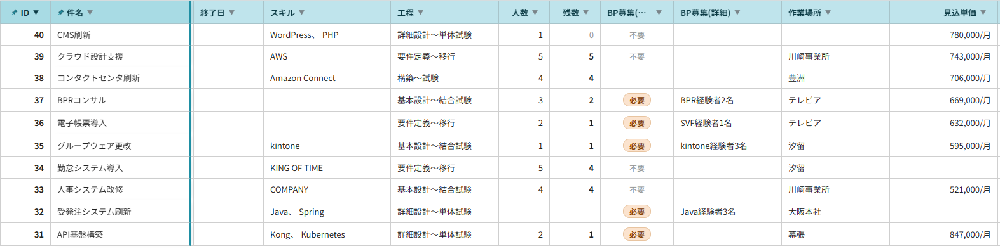 ID 件名 終了日 スキル 工程 人数 残数 BP募集(… BP募集(詳細) 作業場所 見込単価
40 CMS刷新 WordPress、 PHP 詳細設計～単体試験 1 0 不要 780,000/月
39 クラウド設計支援 AWS 要件定義～移行 5 5 不要 川崎事業所 743,000/月
38 コンタクトセンタ刷新 Amazon Connect 構築～試験 4 4 — 豊洲 706,000/月
37 BPRコンサル 基本設計～結合試験 3 2 必要 BPR経験者2名 テレビア 669,000/月
36 電子帳票導入 要件定義～移行 2 1 必要 SVF経験者1名 テレビア 632,000/月
35 グループウェア更改 kintone 基本設計～結合試験 1 1 必要 kintone経験者3名 汐留 595,000/月
34 勤怠システム導入 KING OF TIME 要件定義～移行 5 4 不要 汐留
33 人事システム改修 COMPANY 基本設計～結合試験 4 4 不要 川崎事業所 521,000/月
32 受発注システム刷新 Java、 Spring 詳細設計～単体試験 必要 Java経験者3名 大阪本社
31 API基盤構築 Kong、 Kubernetes 詳細設計～単体試験 2 1 必要 幕張 847,000/月